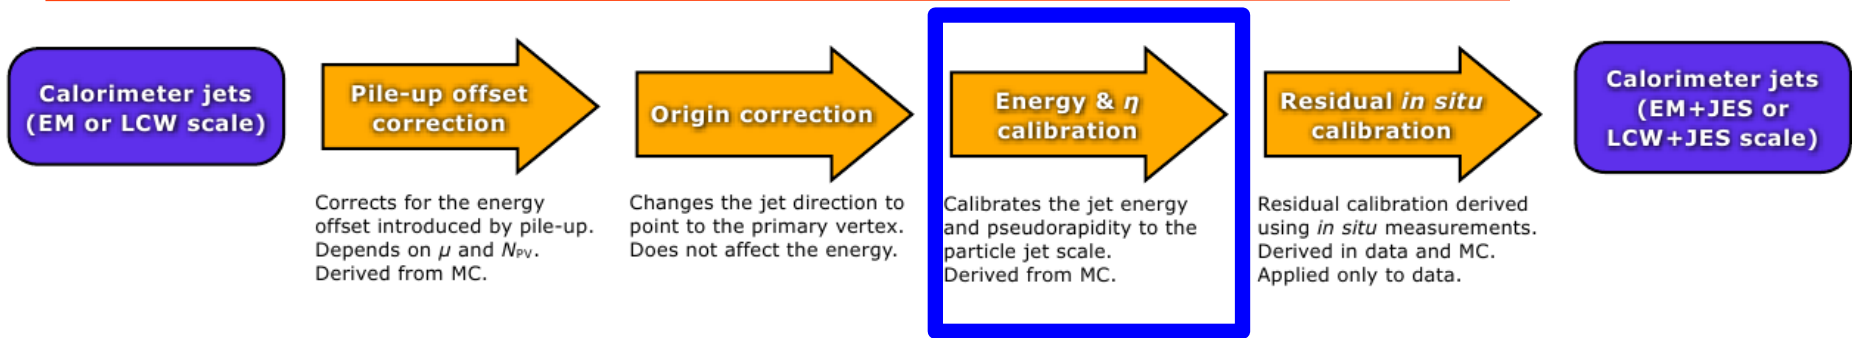 Calorimeter jets
(EM or LCW scale)
Pile-up offset
correction
Corrects for the energy
offset introduced by pile-up.
Depends on μ and NPV.
Derived from MC.
Origin correction
Changes the jet direction to
point to the primary vertex.
Does not affect the energy.
Energy & η
calibration
Calibrates the jet energy
and pseudorapidity to the
particle jet scale.
Derived from MC.
Residual in situ
calibration
Residual calibration derived
using in situ measurements.
Derived in data and MC.
Applied only to data.
Calorimeter jets
(EM+JES or
LCW+JES scale)